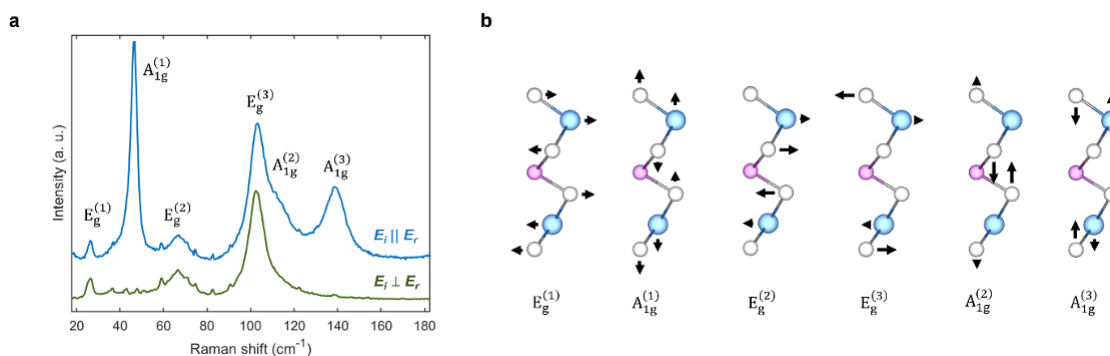 a
b
Intensity (a. u.)
A1g(1)
Eg(1)
Eg(2)
Eg(3)
A1g(2)
A1g(3)
Ei || Er
Ei ⊥ Er
20 40 60 80 100 120 140 160 180
Raman shift (cm-1)
Eg(1) A1g(1) Eg(2) Eg(3) A1g(2) A1g(3)